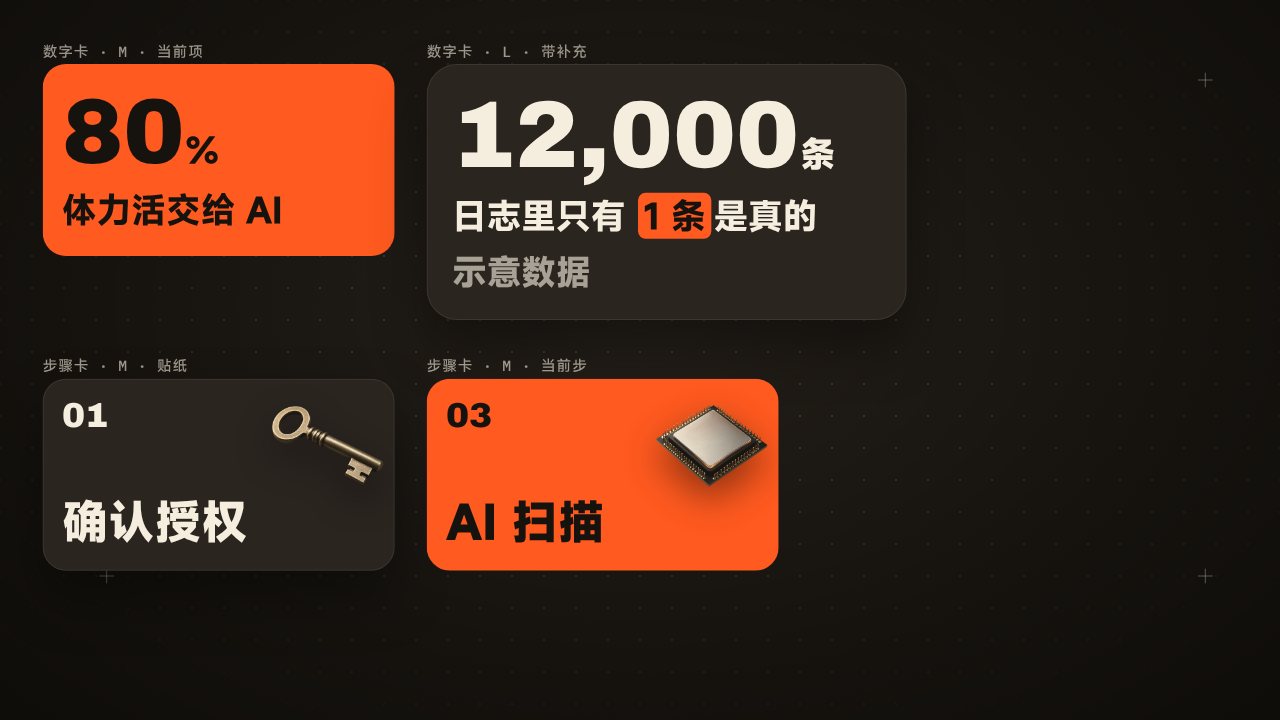 数字卡 · M · 当前项
80%
体力活交给 AI
数字卡 · L · 带补充
12,000条
日志里只有 1 条是真的
示意数据
步骤卡 · M · 贴纸
01
确认授权
步骤卡 · M · 当前步
03
AI 扫描